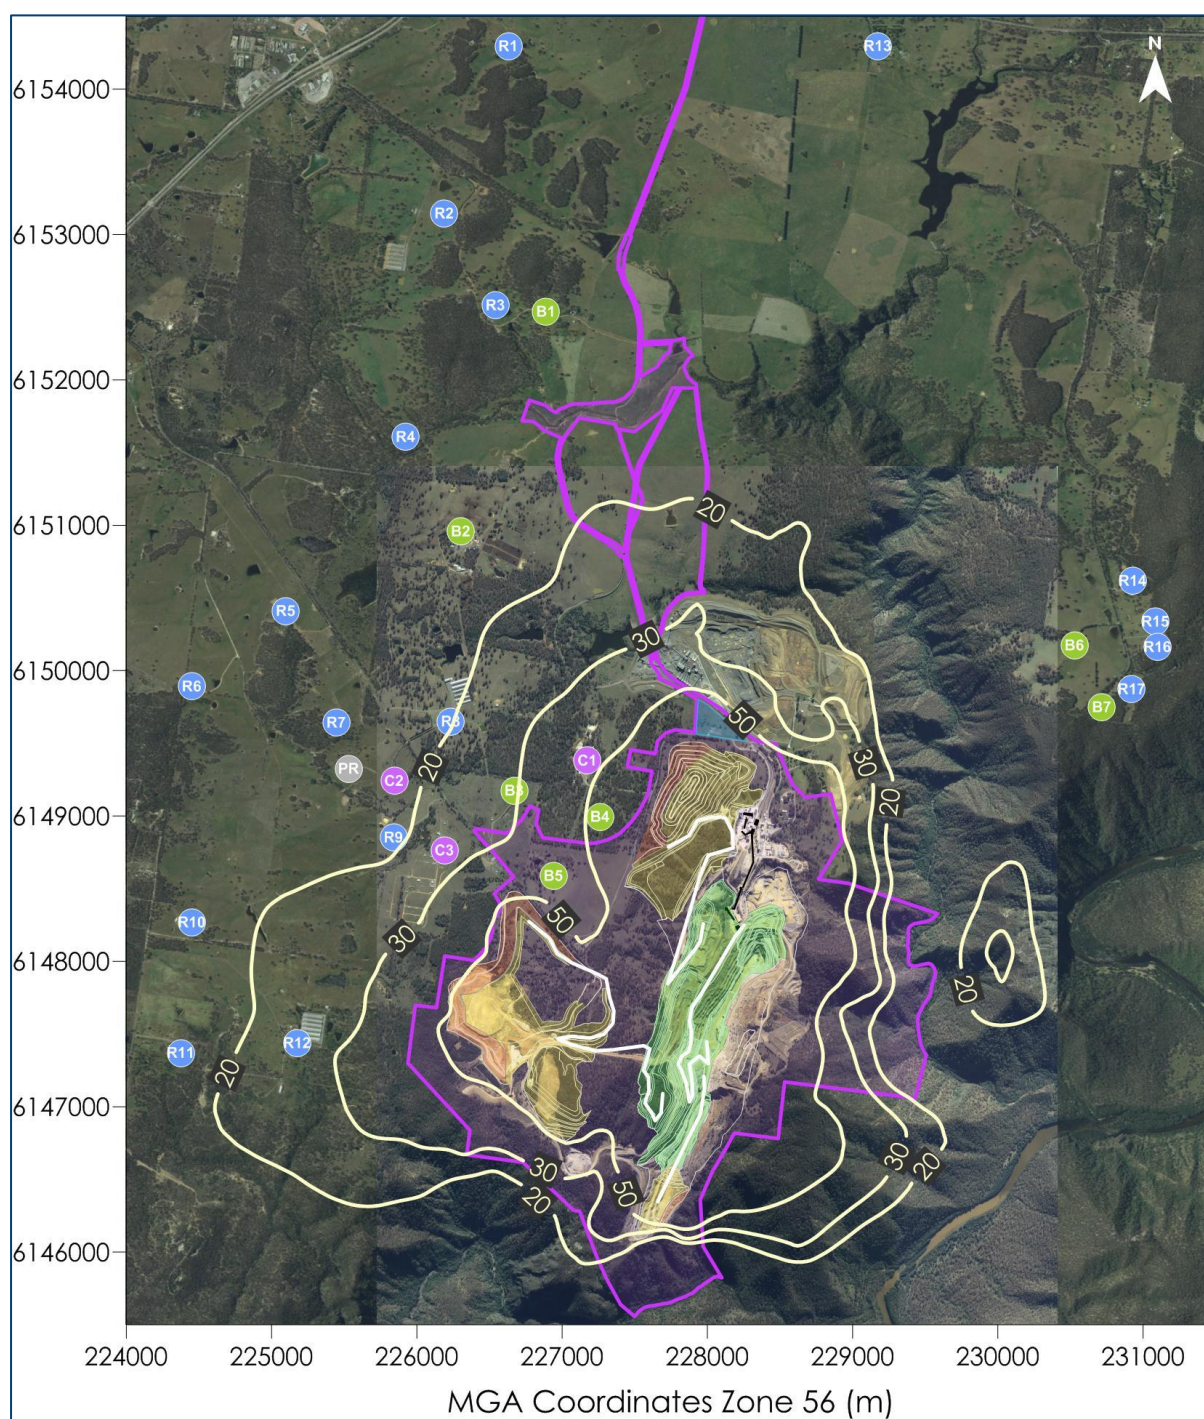 R1
R13
N
6154000
R2
6153000
R3
B1
6152000
R4
20
6151000
B2
R14
R5
R15
30
B6
R16
6150000
R6
R17
B7
R7
R8
50
C1
30
PR
20
C2
B3
20
B4
6149000
R9
C3
B5
50
R10
30
6148000
20
R12
R11
20
6147000
30
30
20
50
20
6146000
224000 225000 226000 227000 228000 229000 230000 231000
MGA Coordinates Zone 56 (m)